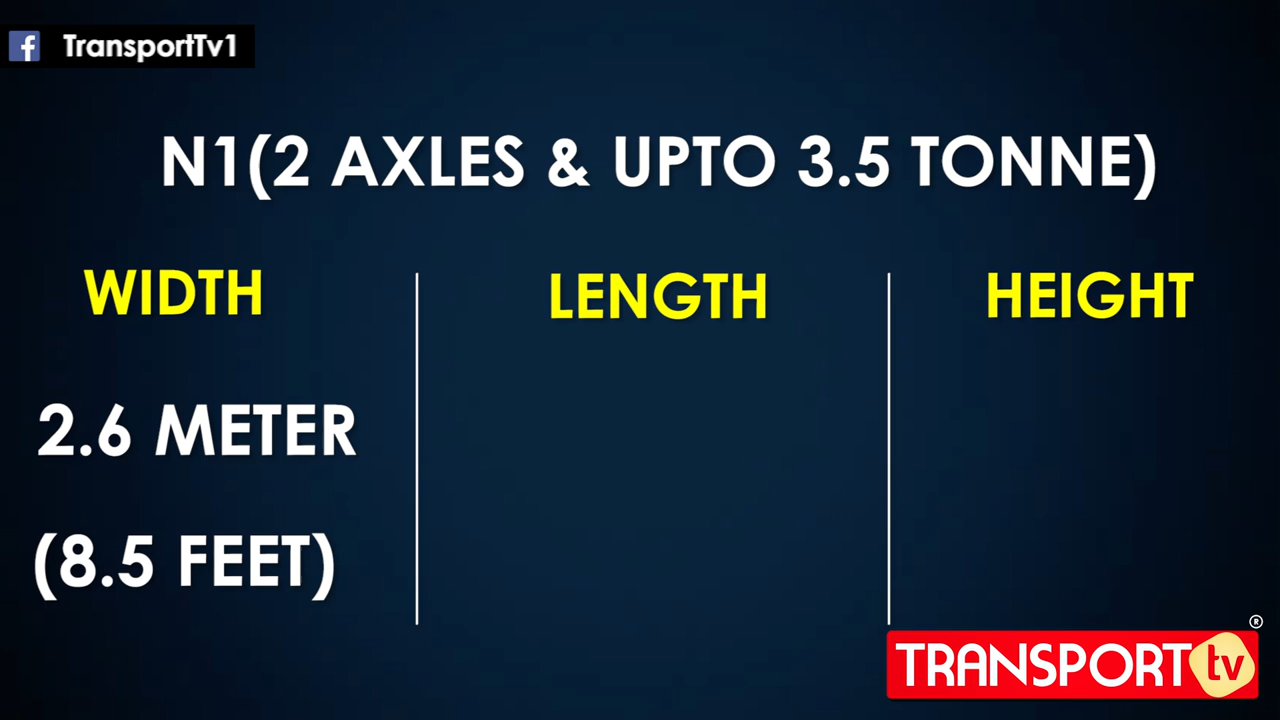 TransportTv1
N1(2 AXLES & UPTO 3.5 TONNE)
WIDTH
LENGTH
HEIGHT
2.6 METER
(8.5 FEET)
®
TRANSPORT tv